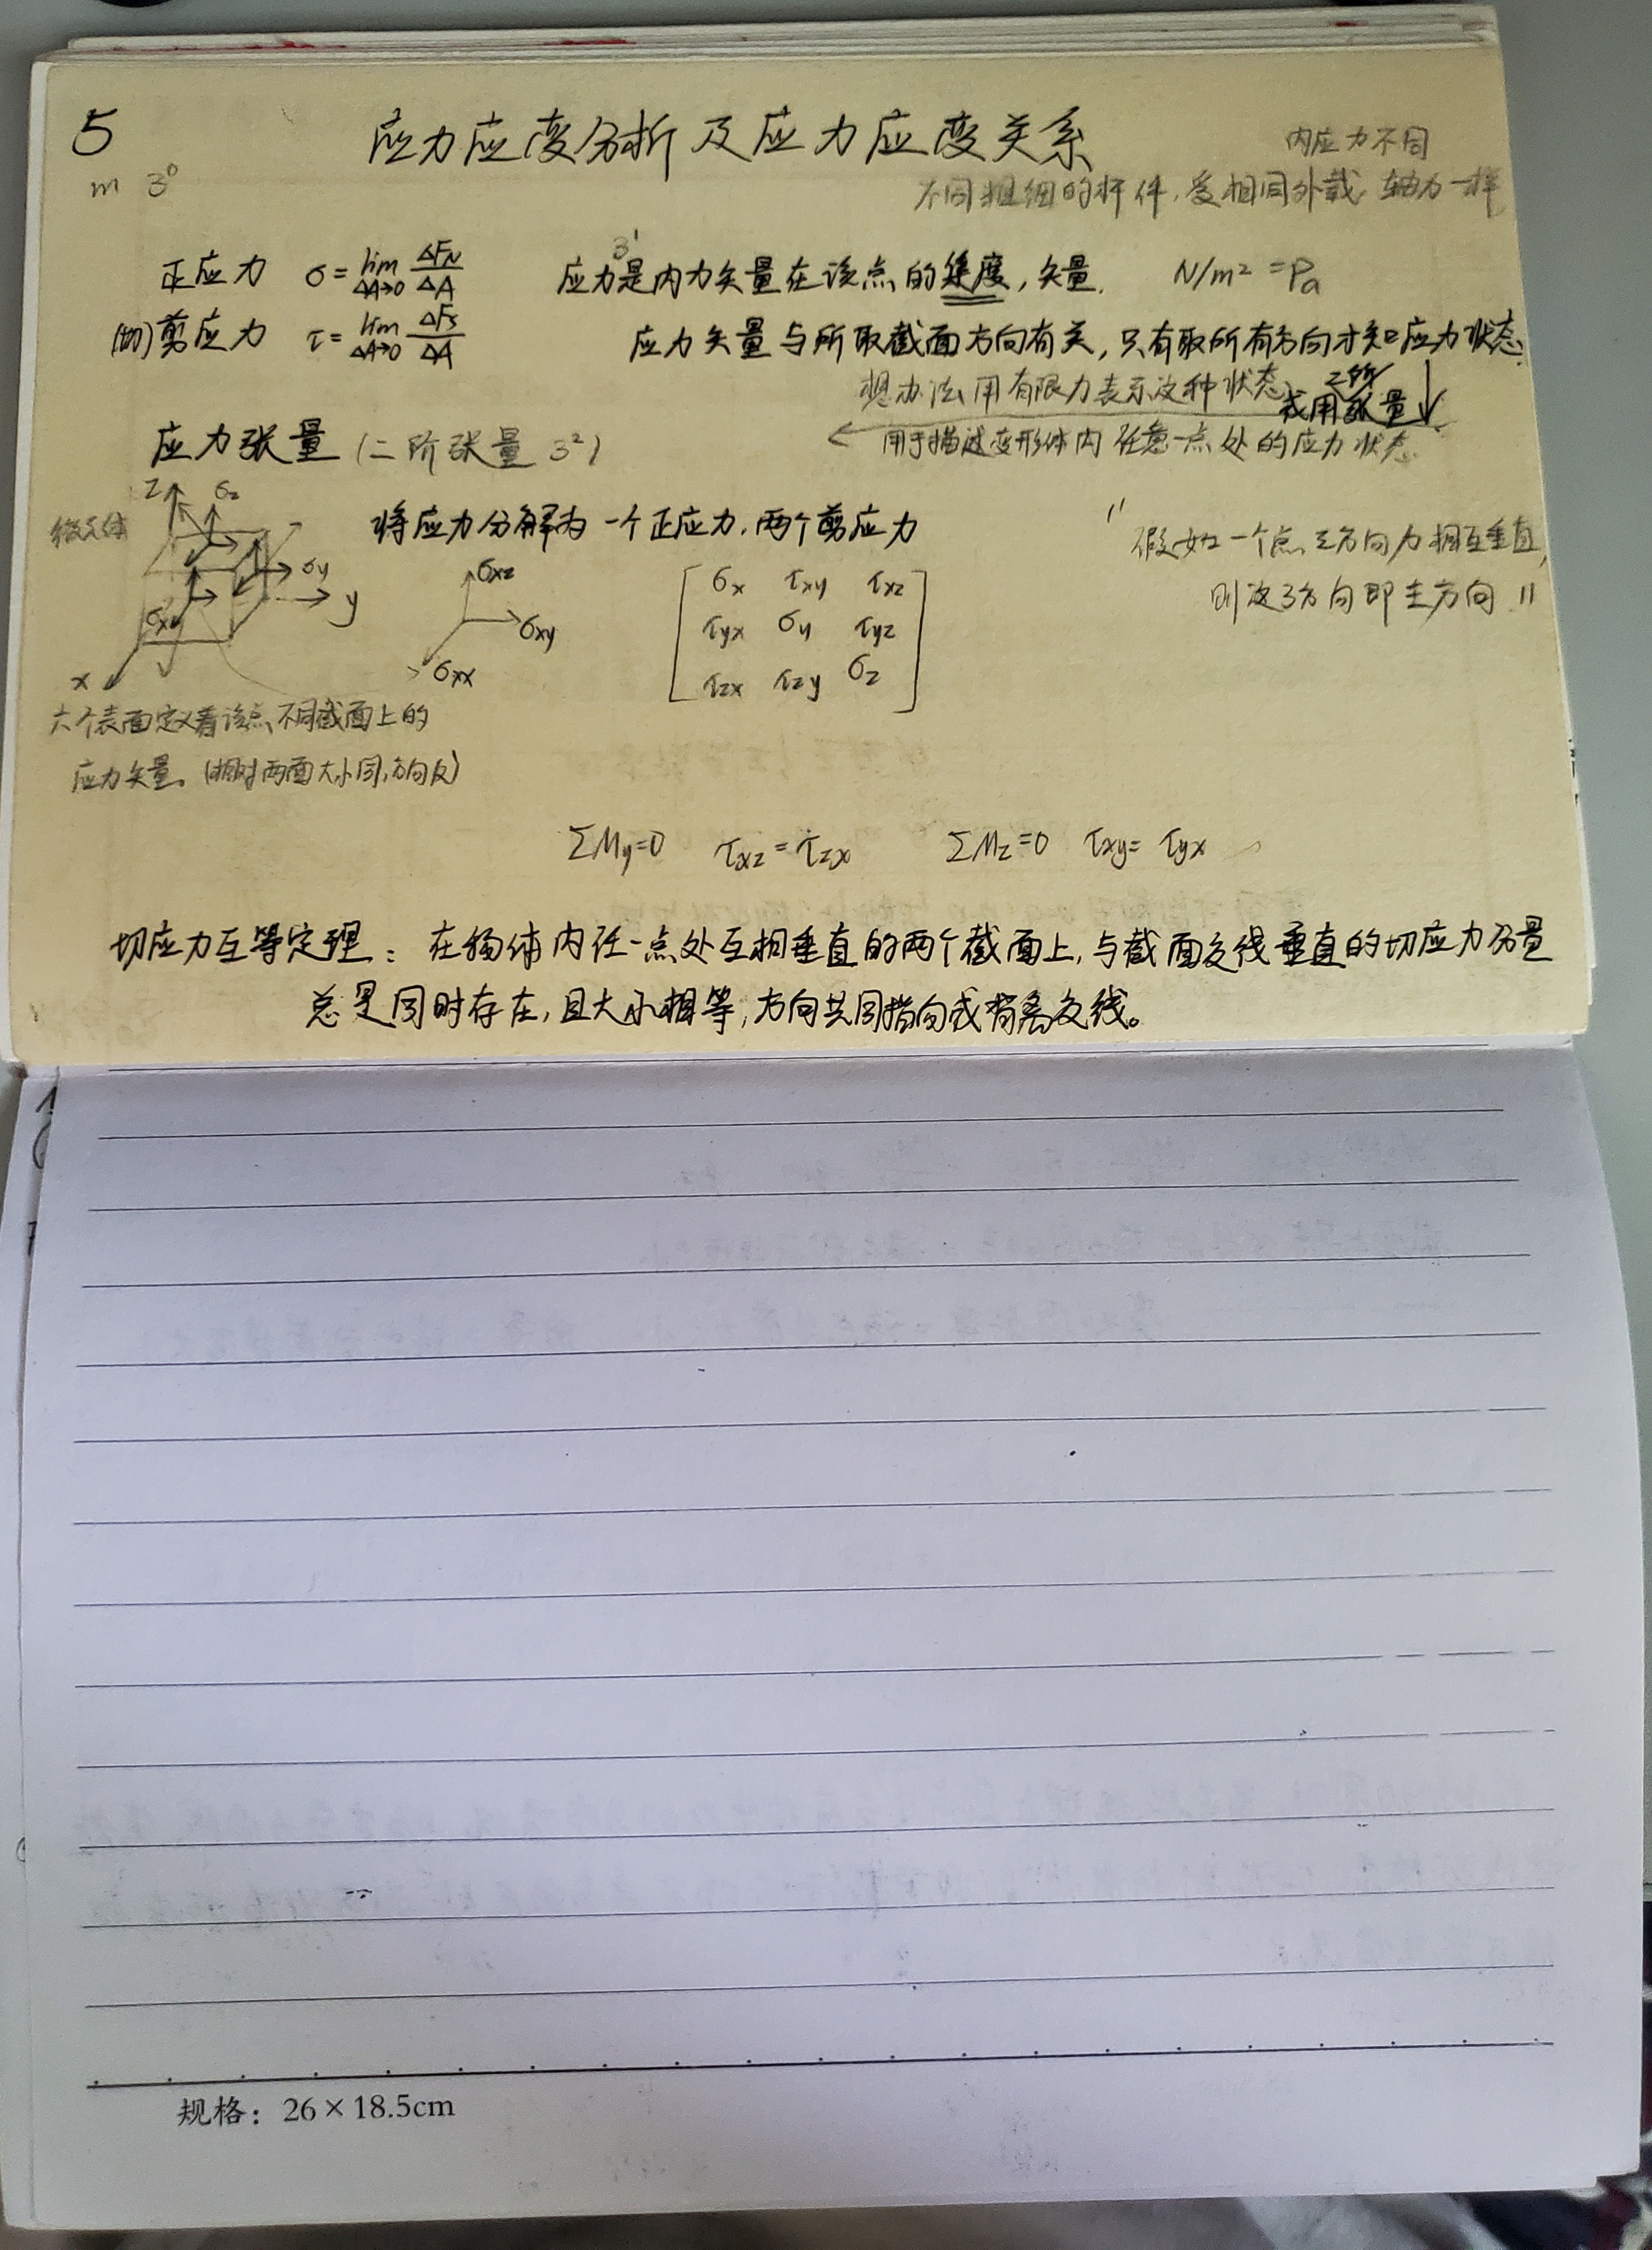 5
应力应变分析及应力应变关系
内应力不同
m 3⁰
不同粗细的杆件,受相同外载,轴力一样
正应力 σ = lim ΔA→0 ΔFN/ΔA
3¹
应力是内力矢量在该点的集度,矢量. N/m² = Pa
(切)剪应力 τ = lim ΔA→0 ΔFs/ΔA
应力矢量与所取截面方向有关,只有取所有方向才知应力状态.
想办法用有限力表示这种状态
二阶
或用张量
用于描述变形体内任意一点处的应力状态
应力张量 (二阶张量 3²)
微元体
z σz σy y σx x
将应力分解为一个正应力,两个剪应力
σxz σxy σxx
σx τxy τxz
τyx σy τyz
τzx τzy σz
"假如一个点,三方向力相互垂直,
则这3方向即主方向"
六个表面定义着该点不同截面上的
应力矢量。(相对两面大小同,方向反)
ΣMy=0 τxz = τzx ΣMz=0 τxy = τyx
切应力互等定理: 在物体内任一点处互相垂直的两个截面上,与截面交线垂直的切应力分量
总是同时存在,且大小相等,方向共同指向或背离交线。
规格:26×18.5cm